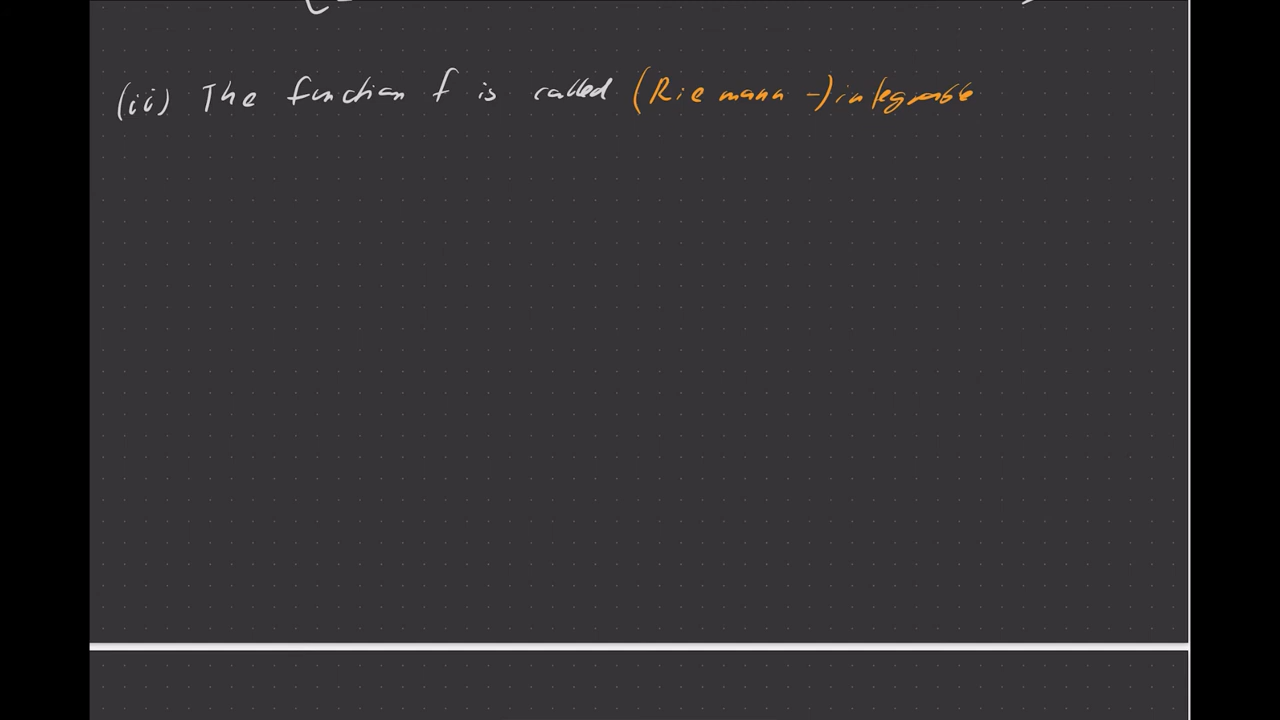 (ii) The function f is called (Riemann-)integrable